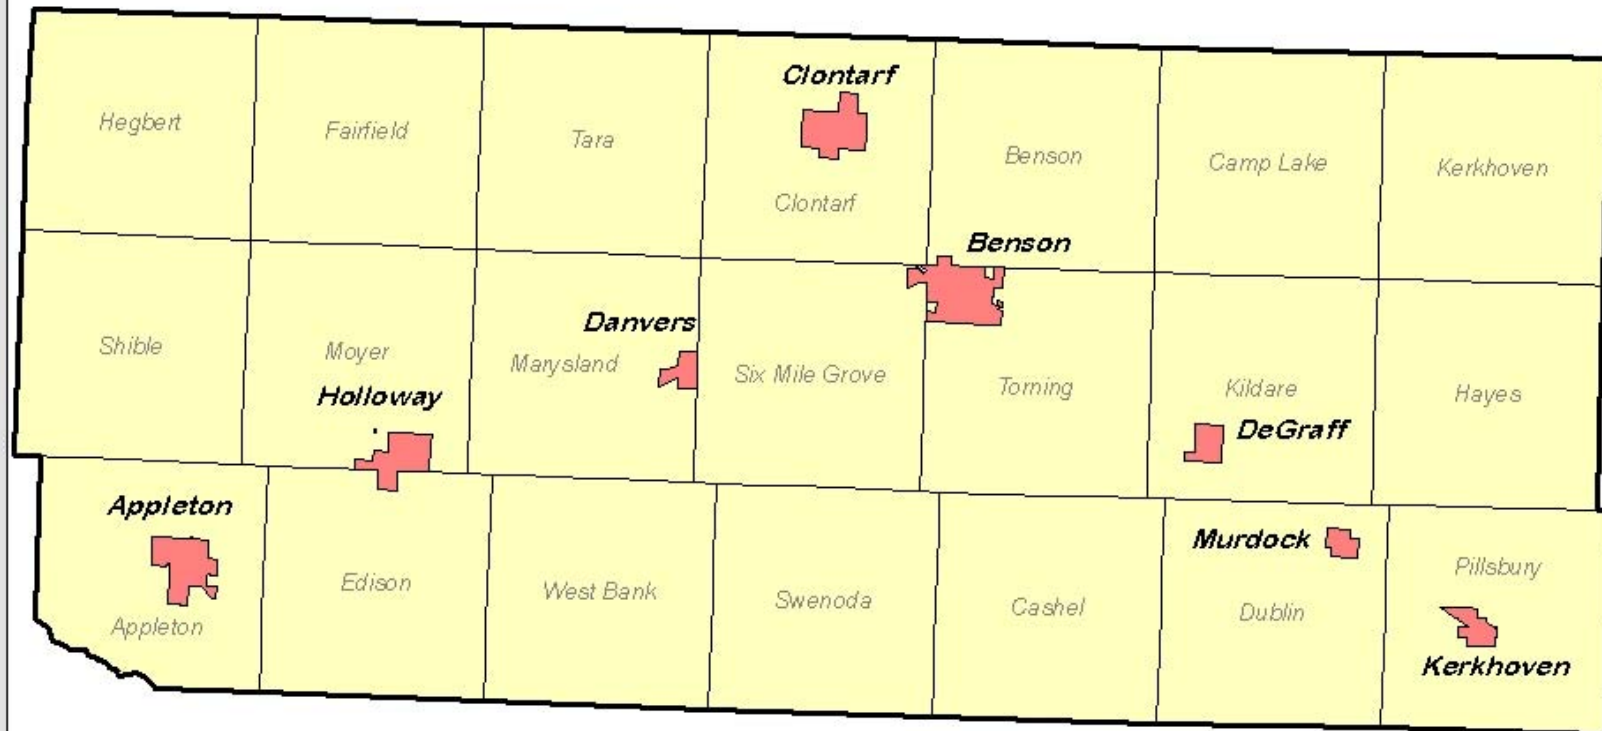 Clontarf
Hegbert
Fairfield
Tara
Clontarf
Benson
Camp Lake
Kerkhoven
Benson
Shible
Moyer
Holloway
Danvers
Marysland
Six Mile Grove
Torning
Kildare
DeGraff
Hayes
Appleton
Appleton
Edison
West Bank
Swenoda
Cashel
Murdock
Dublin
Pillsbury
Kerkhoven